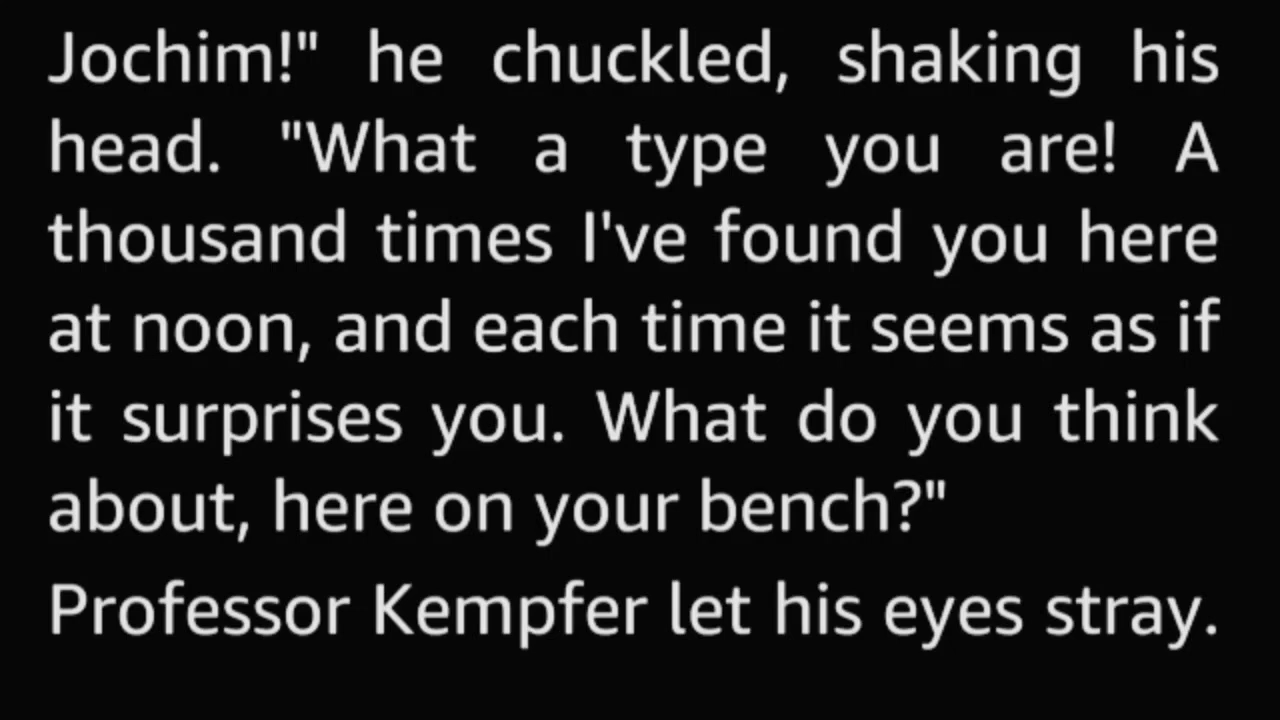 Jochim!" he chuckled, shaking his
head. "What a type you are! A
thousand times I've found you here
at noon, and each time it seems as if
it surprises you. What do you think
about, here on your bench?"
Professor Kempfer let his eyes stray.